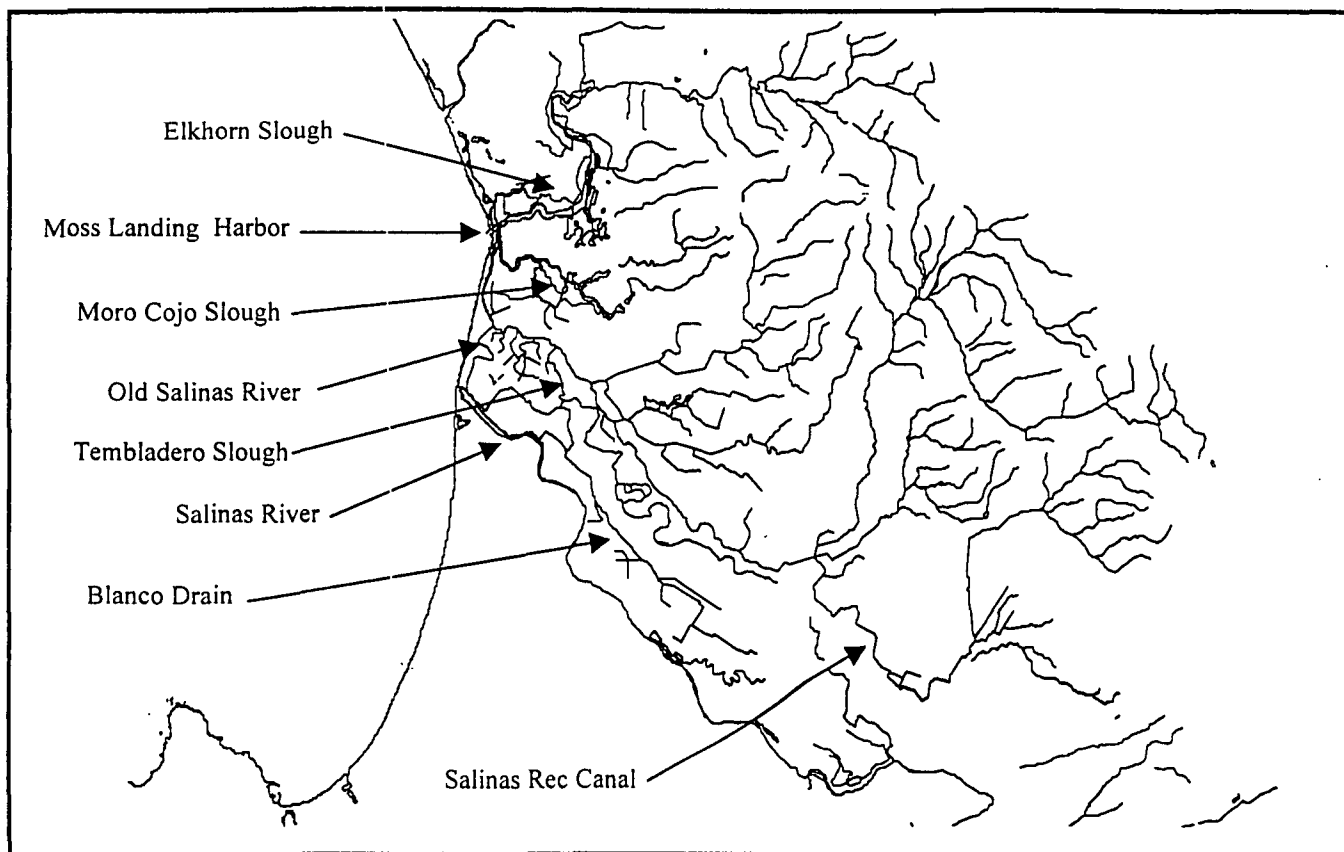 Elkhorn Slough
Moss Landing Harbor
Moro Cojo Slough
Old Salinas River
Tembladero Slough
Salinas River
Blanco Drain
Salinas Rec Canal